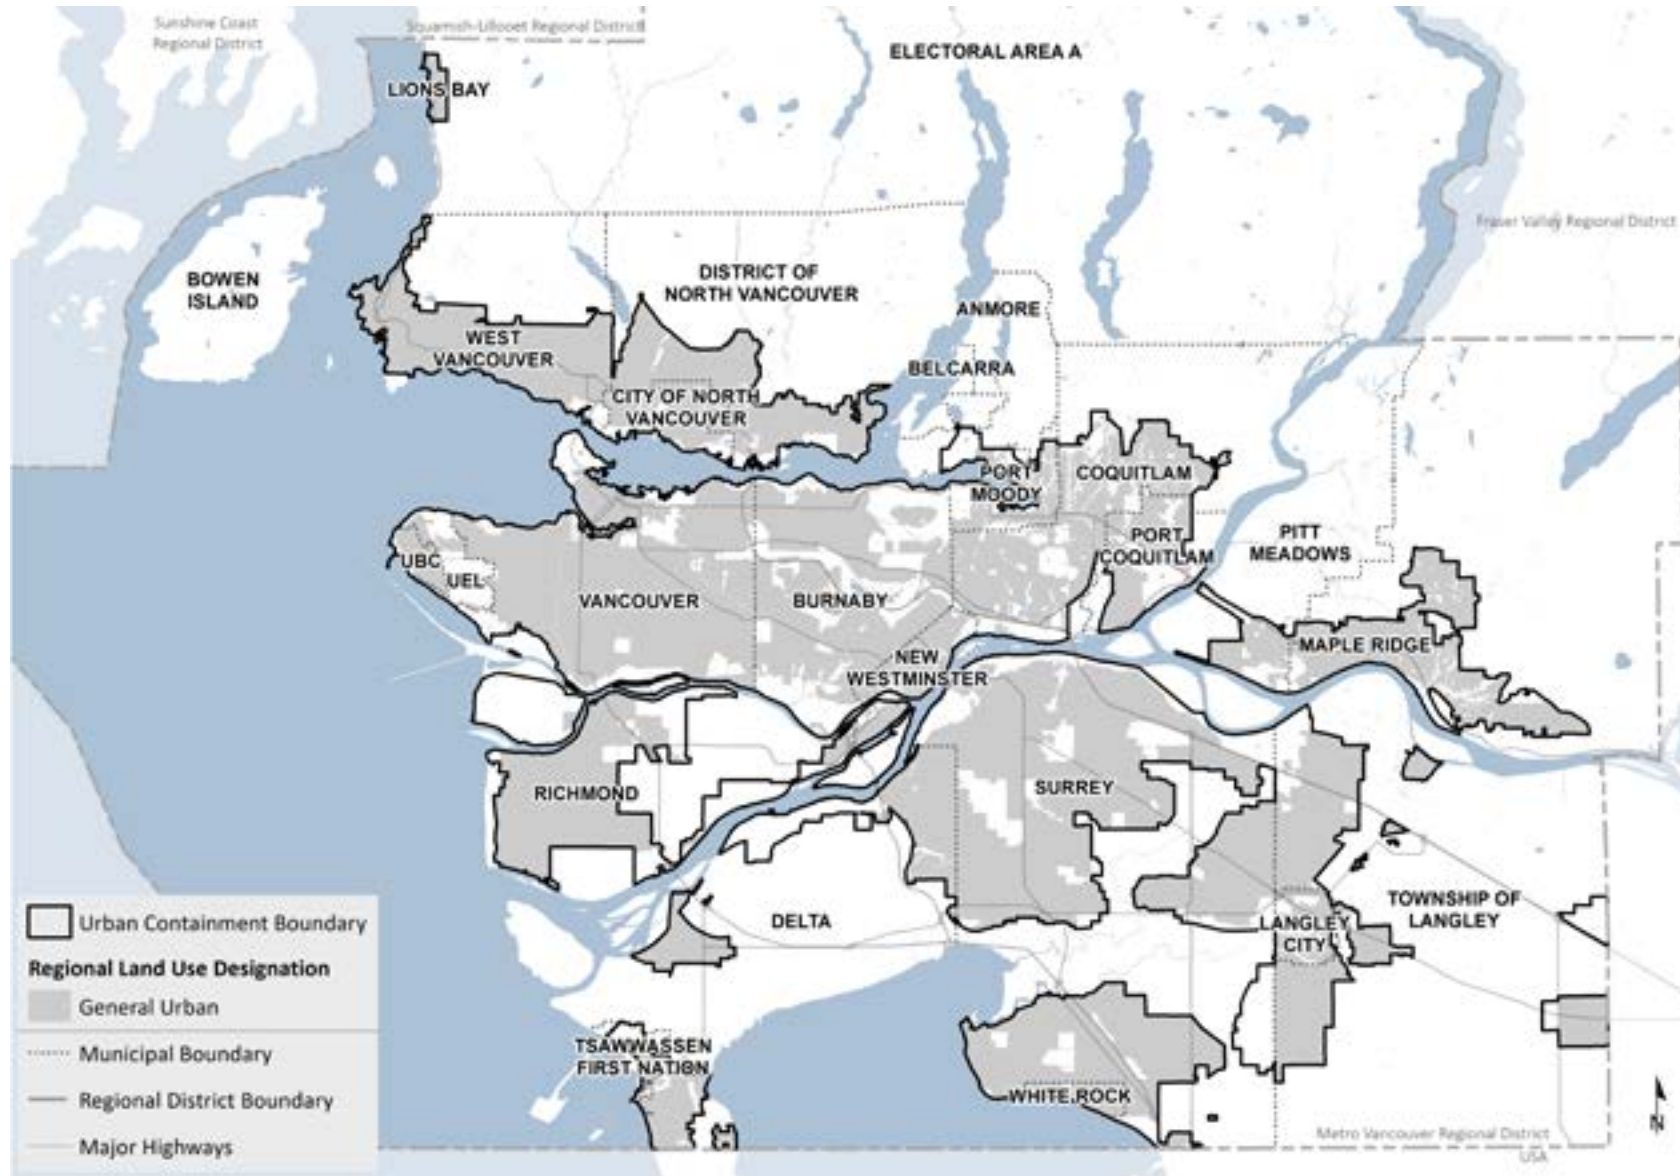 Sunshine Coast
Regional District
Squamish-Lillooet Regional District
ELECTORAL AREA A
LIONS BAY
Fraser Valley Regional District
BOWEN
ISLAND
DISTRICT OF
NORTH VANCOUVER
ANMORE
WEST
VANCOUVER
BELCARRA
CITY OF NORTH
VANCOUVER
PORT
MOODY
COQUITLAM
PORT
COQUITLAM
PITT
MEADOWS
UBC
UEL
VANCOUVER
BURNABY
MAPLE RIDGE
NEW
WESTMINSTER
RICHMOND
SURREY
DELTA
LANGLEY
CITY
TOWNSHIP OF
LANGLEY
TSAWWASSEN
FIRST NATION
WHITE ROCK
Metro Vancouver Regional District
USA
N
Urban Containment Boundary
Regional Land Use Designation
General Urban
Municipal Boundary
Regional District Boundary
Major Highways